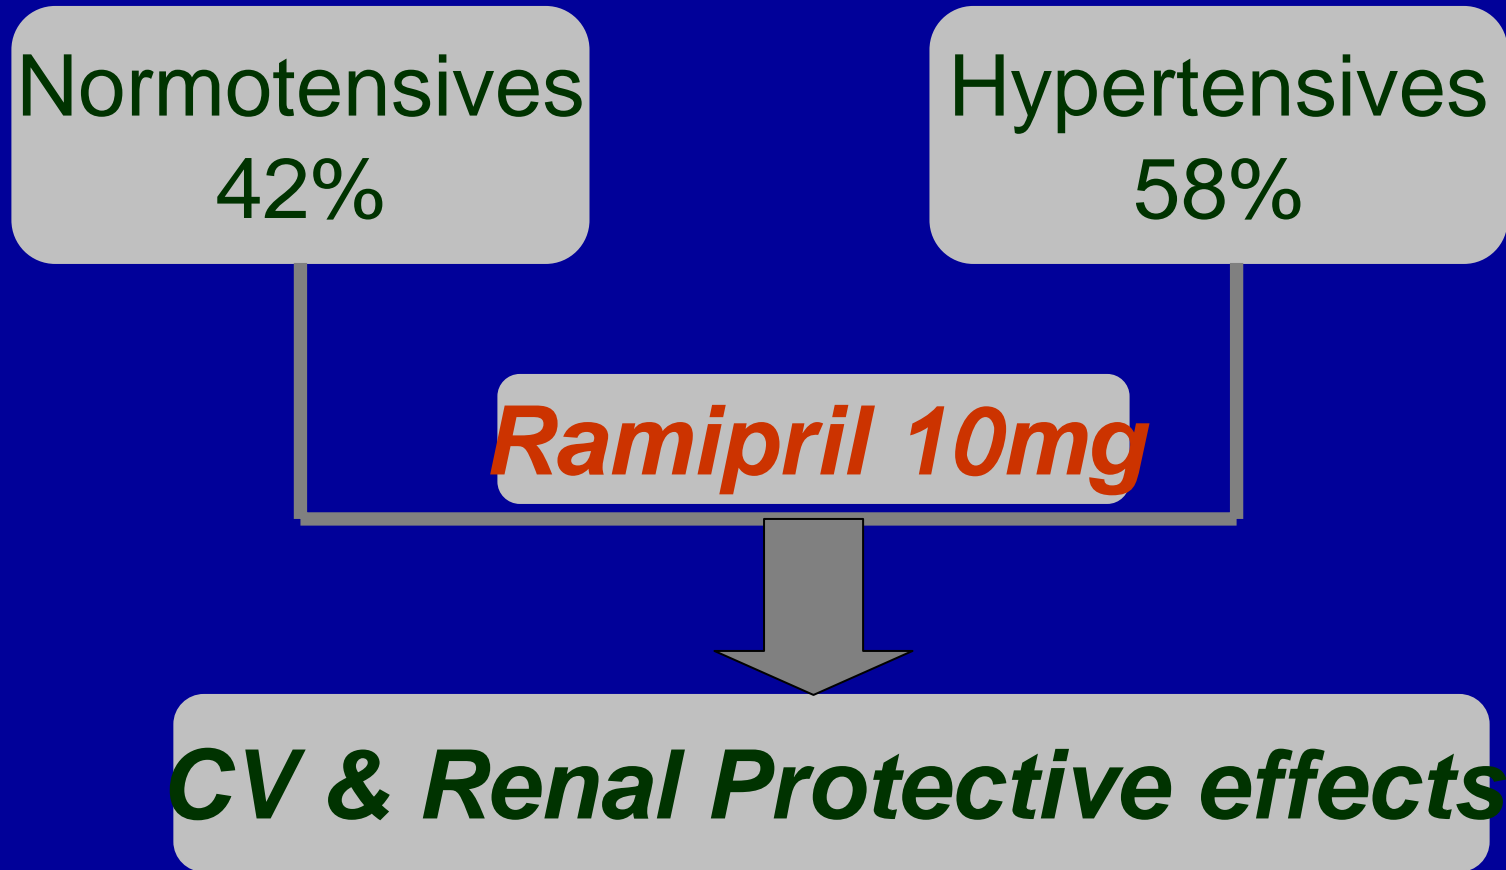 Normotensives
42%
Hypertensives
58%
Ramipril 10mg
CV & Renal Protective effects